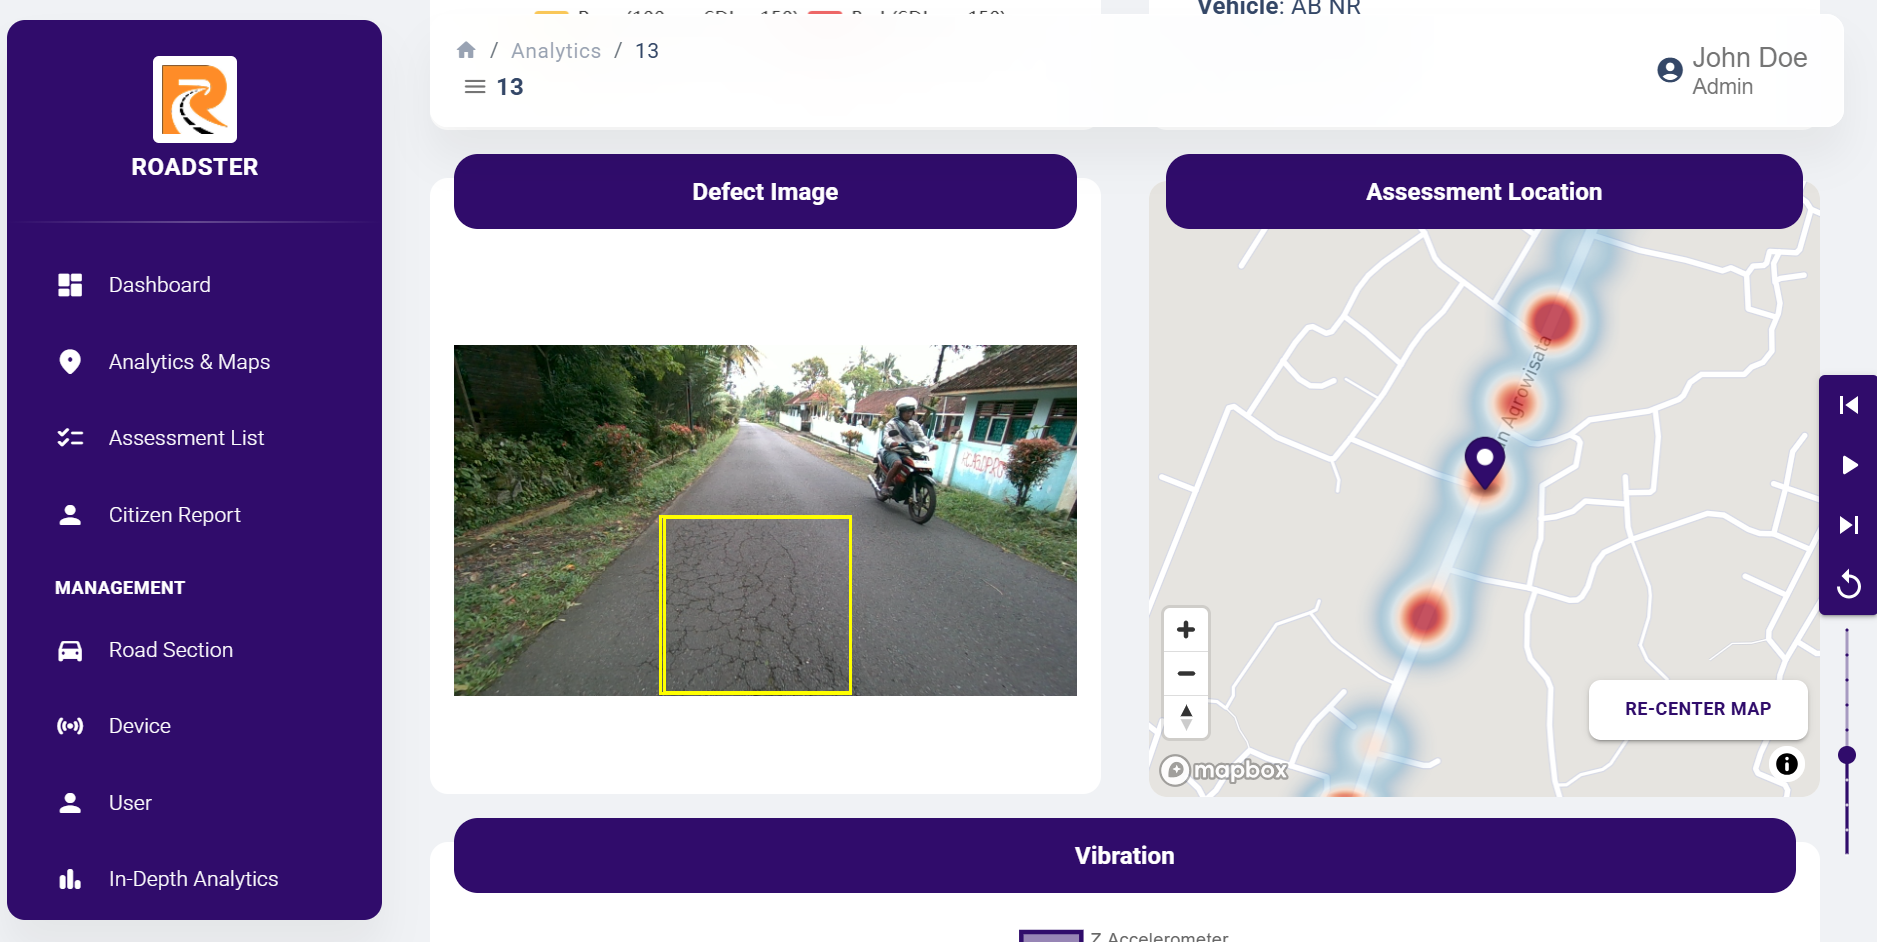 Vehicle: AB NR
/ Analytics / 13
13
John Doe
Admin
ROADSTER
Dashboard
Analytics & Maps
Assessment List
Citizen Report
MANAGEMENT
Road Section
Device
User
In-Depth Analytics
Defect Image
Assessment Location
Agrowisata
RE-CENTER MAP
mapbox
Vibration
Z Accelerometer